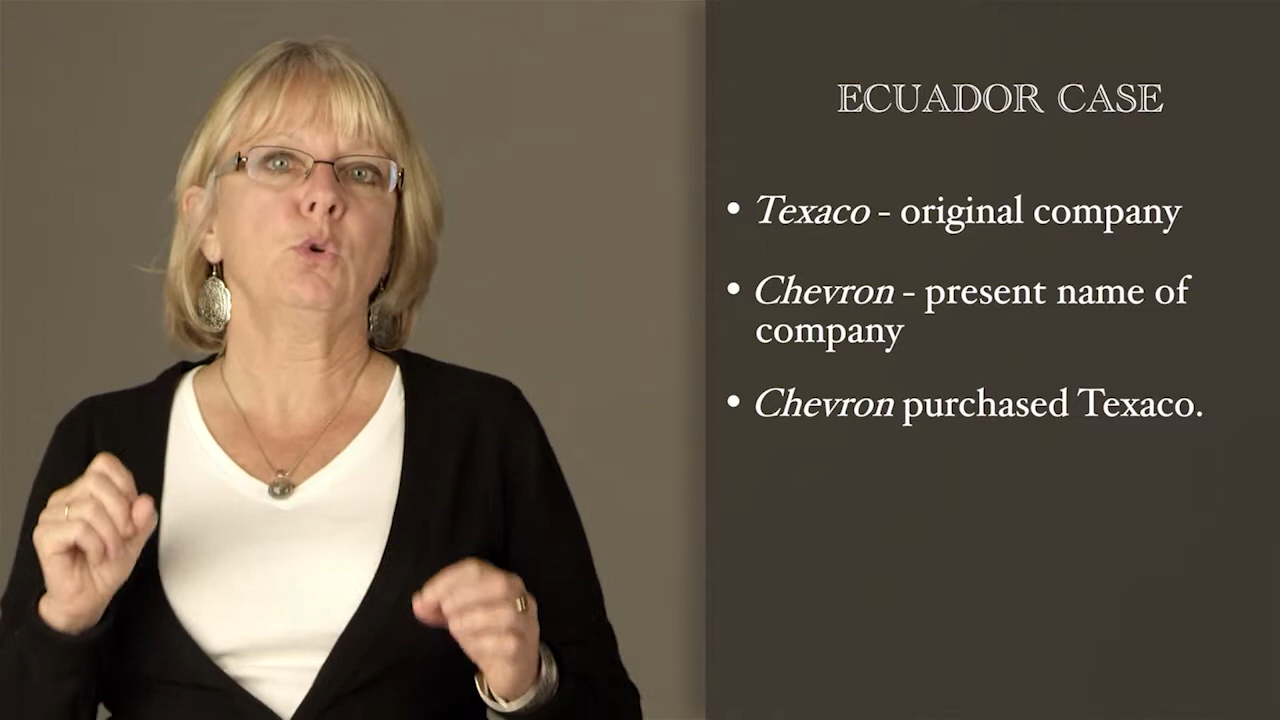 ECUADOR CASE
• Texaco - original company
• Chevron - present name of
company
• Chevron purchased Texaco.